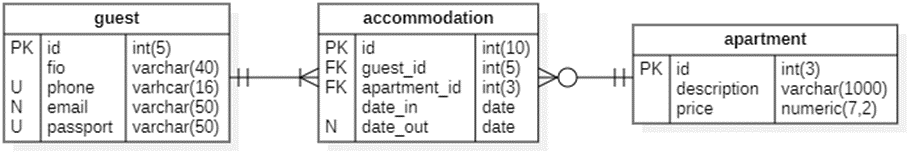 guest
PK id int(5)
fio varchar(40)
U phone varhcar(16)
N email varchar(50)
U passport varchar(50)
accommodation
PK id int(10)
FK guest_id int(5)
FK apartment_id int(3)
date_in date
N date_out date
apartment
PK id int(3)
description varchar(1000)
price numeric(7,2)